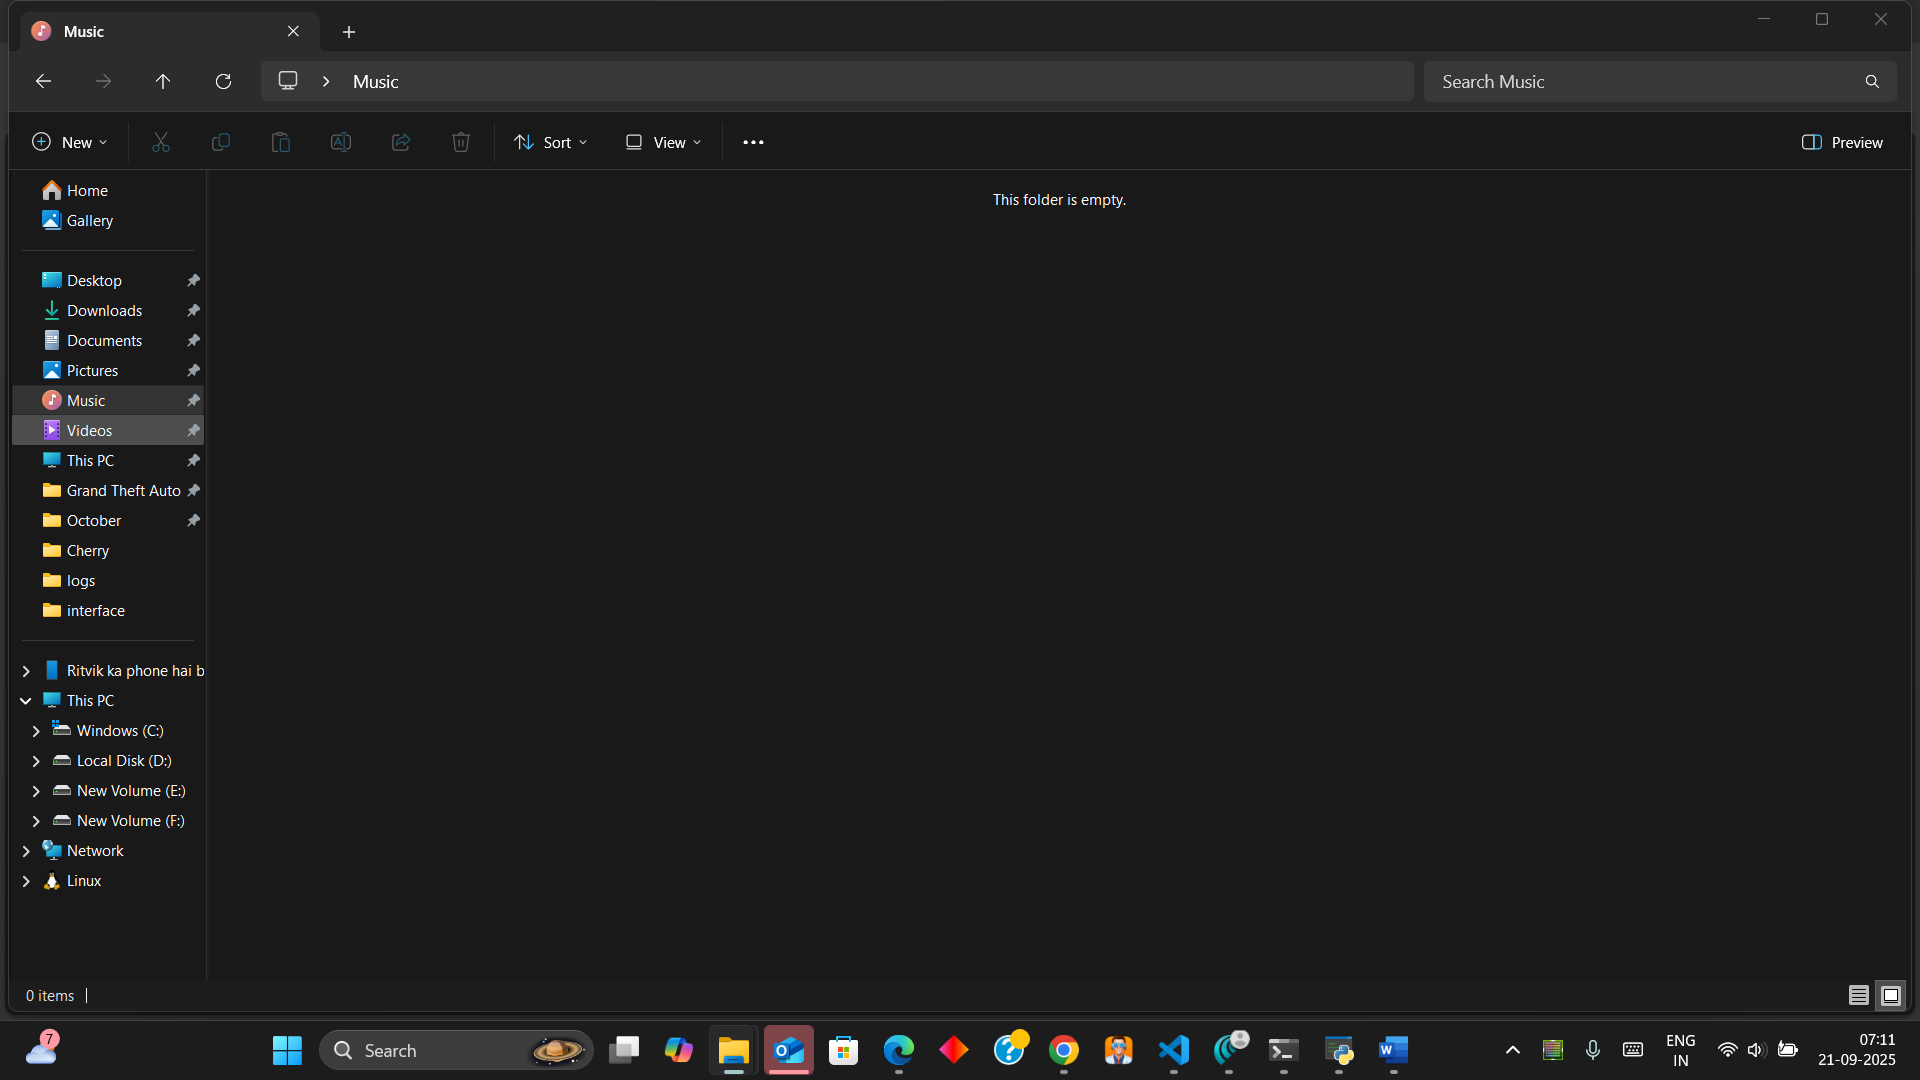 Music
Music
Search Music
New
Sort
View
Preview
Home
Gallery
This folder is empty.
Desktop
Downloads
Documents
Pictures
Music
Videos
This PC
Grand Theft Auto
October
Cherry
logs
interface
Ritvik ka phone hai b
This PC
Windows (C:)
Local Disk (D:)
New Volume (E:)
New Volume (F:)
Network
Linux
0 items
7
Search
ENG
IN
07:11
21-09-2025